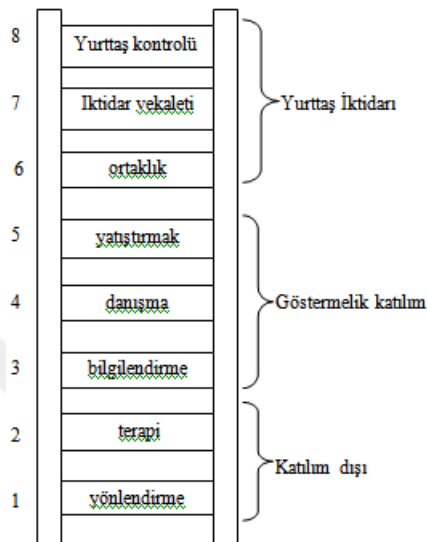 8 Yurttaş kontrolü
7 Iktidar vekaleti Yurttaş İktidarı
6 ortaklık
5 yatıştırmak
4 danışma Göstermelik katılım
3 bilgilendirme
2 terapi
Katılım dışı
1 yönlendirme